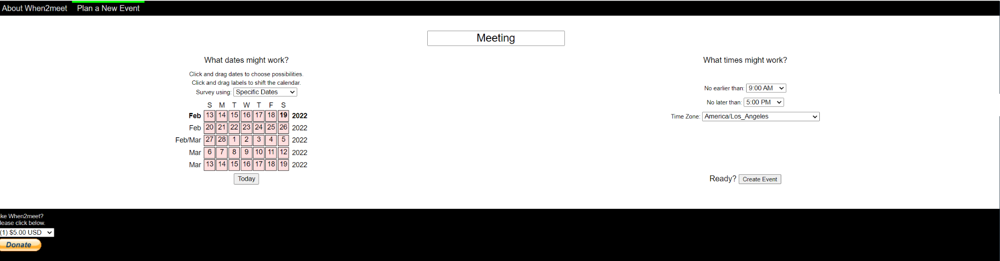 About When2meet Plan a New Event
Meeting
What dates might work?
Click and drag dates to choose possibilities.
Click and drag labels to shift the calendar.
Survey using: Specific Dates
S M T W T F S
Feb 13 14 15 16 17 18 19 2022
Feb 20 21 22 23 24 25 26 2022
Feb/Mar 27 28 1 2 3 4 5 2022
Mar 6 7 8 9 10 11 12 2022
Mar 13 14 15 16 17 18 19 2022
Today
What times might work?
No earlier than: 9:00 AM
No later than: 5:00 PM
Time Zone: America/Los_Angeles
Ready? Create Event
ike When2meet?
lease click below.
(1) $5.00 USD
Donate